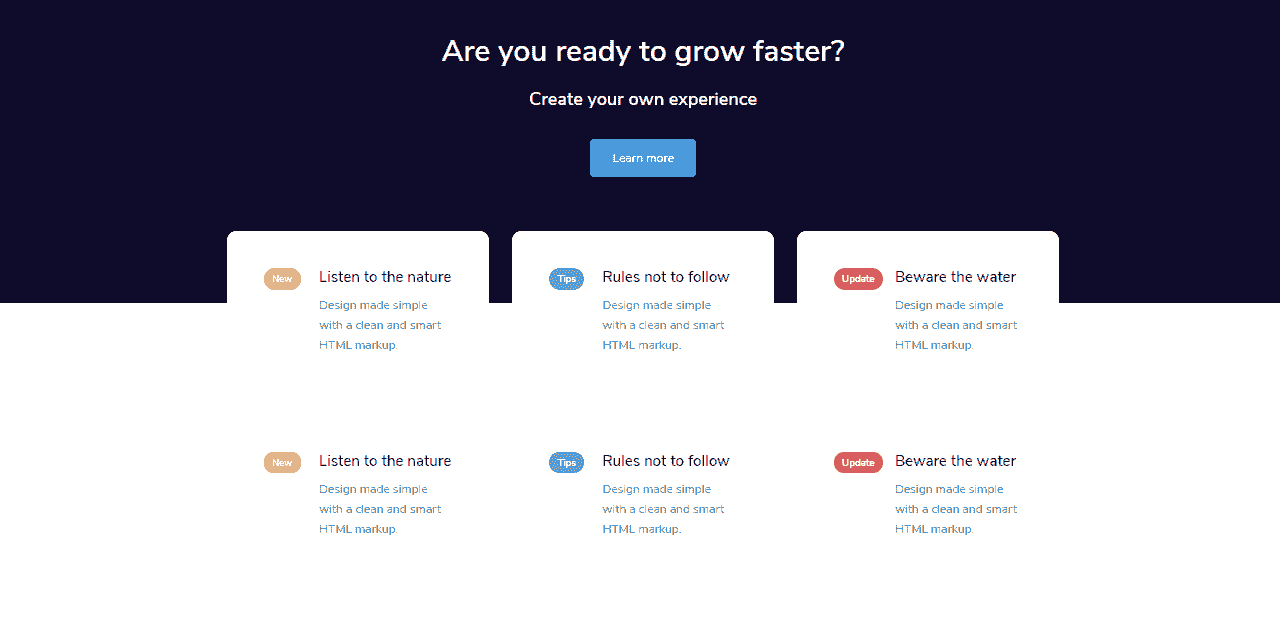 Are you ready to grow faster?
Create your own experience
Learn more
New
Listen to the nature
Design made simple
with a clean and smart
HTML markup.
Tips
Rules not to follow
Design made simple
with a clean and smart
HTML markup.
Update
Beware the water
Design made simple
with a clean and smart
HTML markup.
New
Listen to the nature
Design made simple
with a clean and smart
HTML markup.
Tips
Rules not to follow
Design made simple
with a clean and smart
HTML markup.
Update
Beware the water
Design made simple
with a clean and smart
HTML markup.